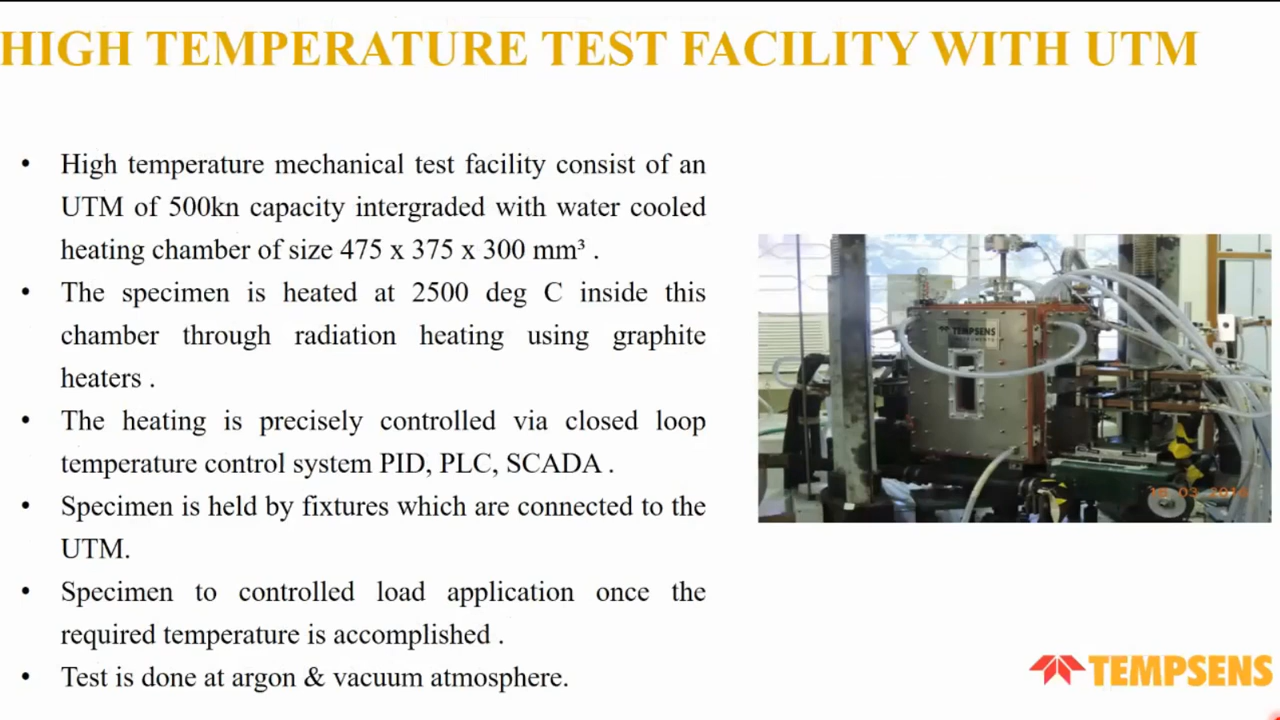 HIGH TEMPERATURE TEST FACILITY WITH UTM
• High temperature mechanical test facility consist of an
UTM of 500kn capacity intergraded with water cooled
heating chamber of size 475 x 375 x 300 mm³ .
• The specimen is heated at 2500 deg C inside this
chamber through radiation heating using graphite
heaters .
• The heating is precisely controlled via closed loop
temperature control system PID, PLC, SCADA .
• Specimen is held by fixtures which are connected to the
UTM.
• Specimen to controlled load application once the
required temperature is accomplished .
• Test is done at argon & vacuum atmosphere.
TEMPSENS
TEMPSENS